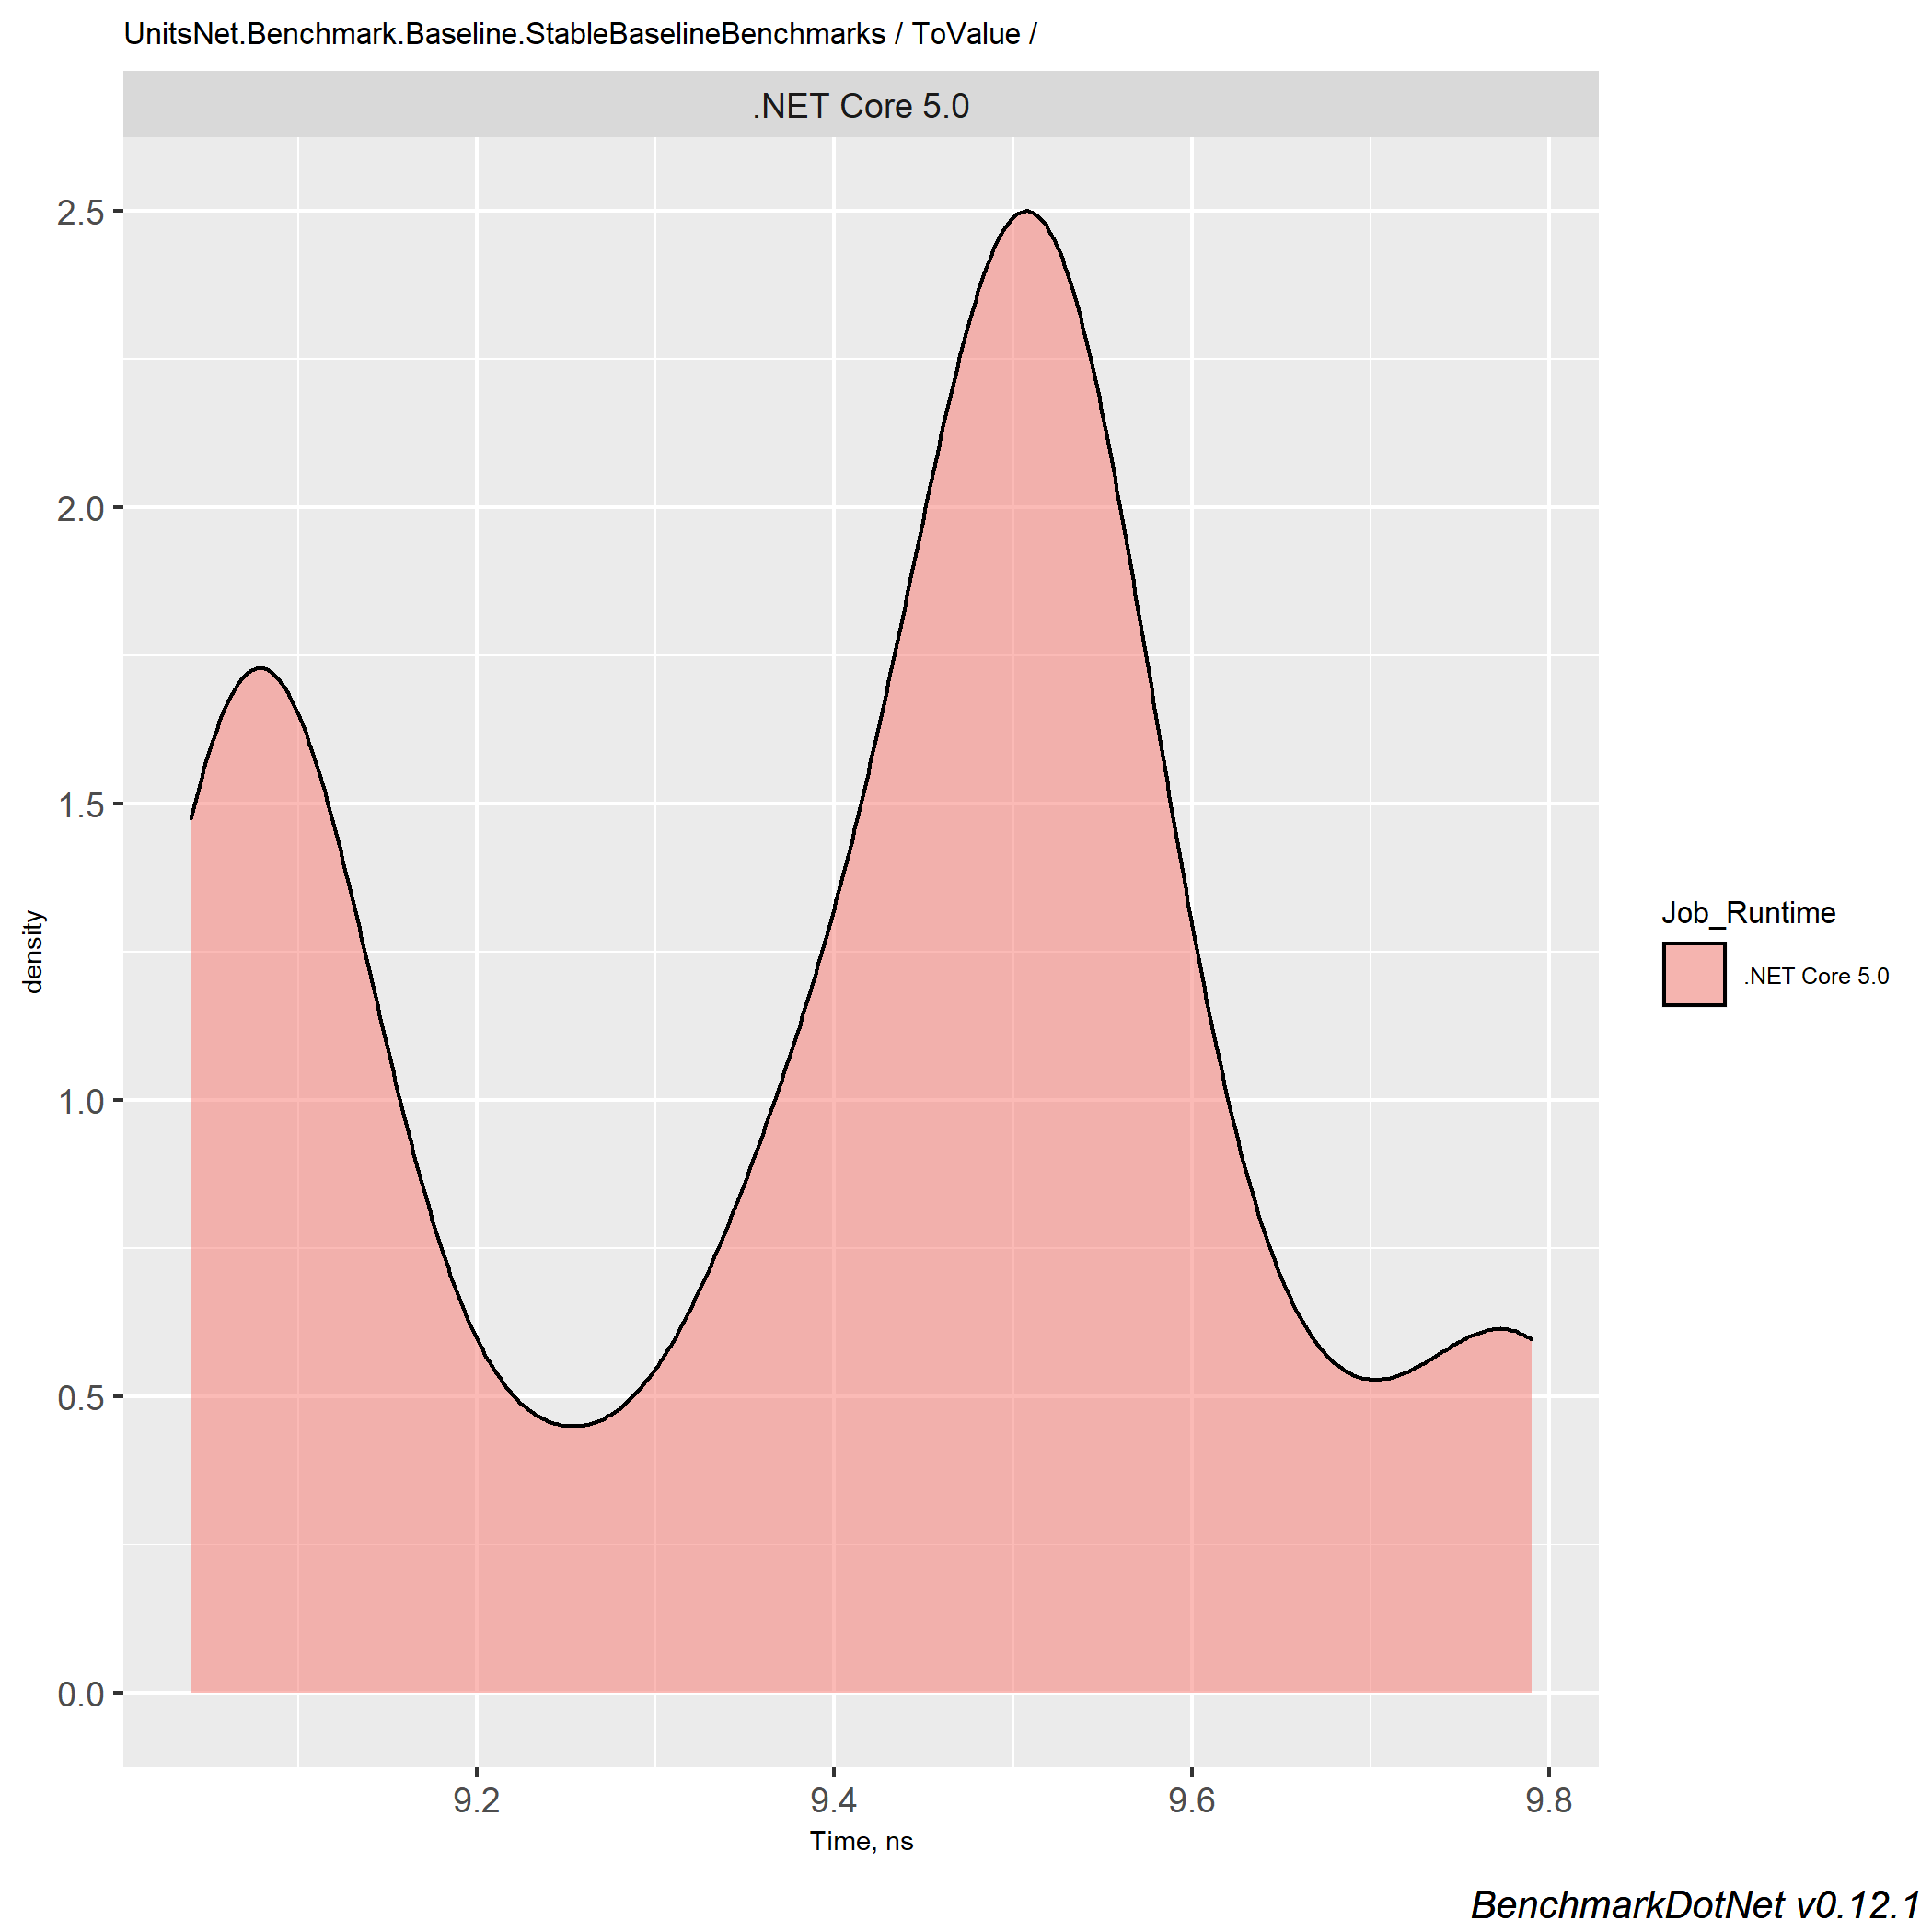 UnitsNet.Benchmark.Baseline.StableBaselineBenchmarks / ToValue /
.NET Core 5.0
2.5
2.0
1.5
1.0
0.5
0.0
density
9.2
9.4
9.6
9.8
Time, ns
Job_Runtime
.NET Core 5.0
BenchmarkDotNet v0.12.1